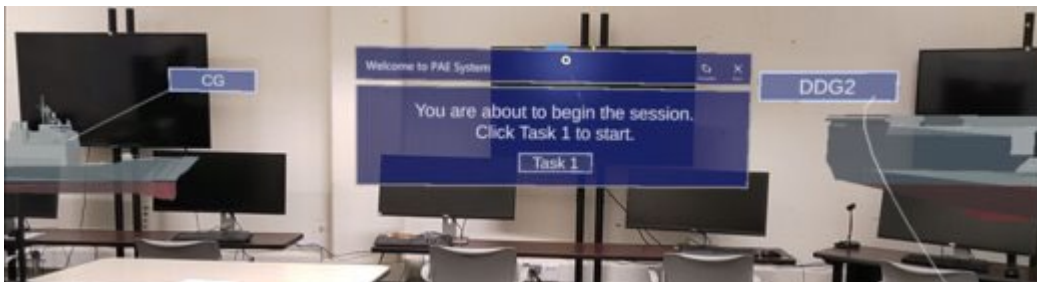 Welcome to PAE System
CG
DDG2
You are about to begin the session.
Click Task 1 to start.
Task 1